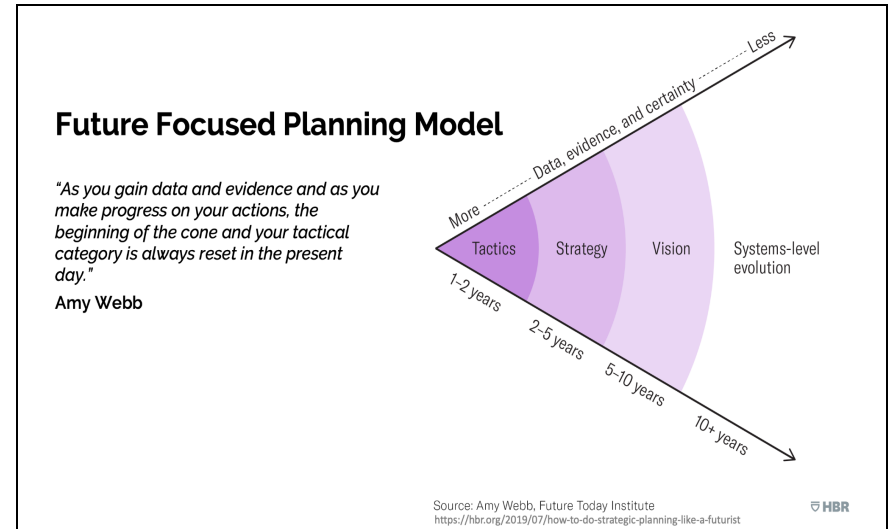 Future Focused Planning Model
“As you gain data and evidence and as you
make progress on your actions, the
beginning of the cone and your tactical
category is always reset in the present
day.”
Amy Webb
More
Data, evidence, and certainty
Less
Tactics
Strategy
Vision
Systems-level
evolution
1–2 years
2–5 years
5–10 years
10+ years
Source: Amy Webb, Future Today Institute
https://hbr.org/2019/07/how-to-do-strategic-planning-like-a-futurist
HBR